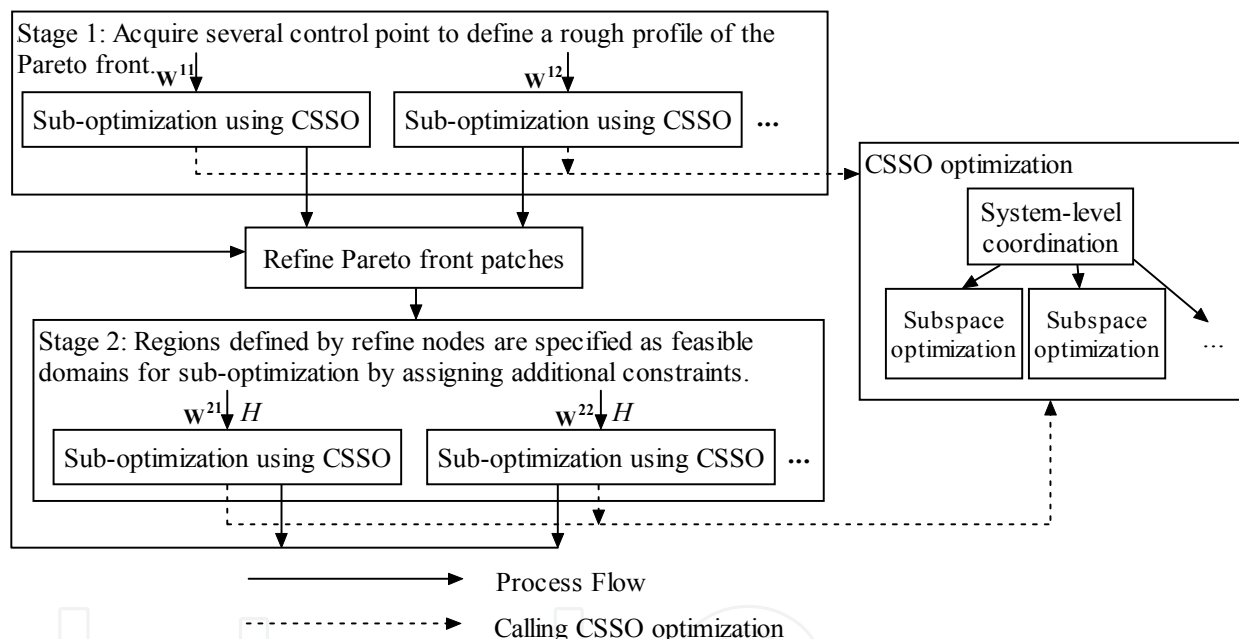 Stage 1: Acquire several control point to define a rough profile of the
Pareto front.
W¹¹
W¹²
Sub-optimization using CSSO
Sub-optimization using CSSO
...
CSSO optimization
System-level
coordination
Subspace
optimization
Subspace
optimization
...
Refine Pareto front patches
Stage 2: Regions defined by refine nodes are specified as feasible
domains for sub-optimization by assigning additional constraints.
W²¹ H
W²² H
Sub-optimization using CSSO
Sub-optimization using CSSO
...
Process Flow
Calling CSSO optimization